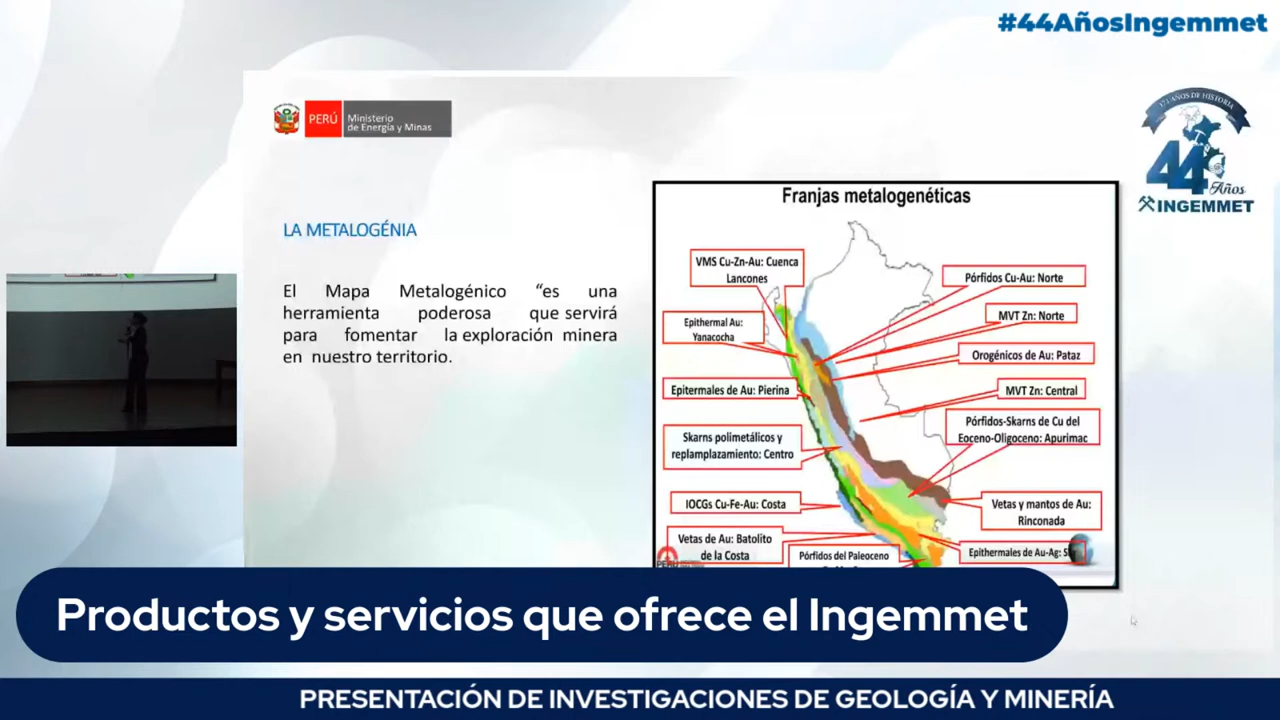 #44AñosIngemmet
PERÚ
Ministerio
de Energía y Minas
171 AÑOS DE HISTORIA
44
Años
INGEMMET
LA METALOGÉNIA
El Mapa Metalogénico “es una
herramienta poderosa que servirá
para fomentar la exploración minera
en nuestro territorio.
Franjas metalogenéticas
VMS Cu-Zn-Au: Cuenca
Lancones
Pórfidos Cu-Au: Norte
Epithermal Au:
Yanacocha
MVT Zn: Norte
Orogénicos de Au: Pataz
Epitermales de Au: Pierina
MVT Zn: Central
Pórfidos-Skarns de Cu del
Eoceno-Oligoceno: Apurimac
Skarns polimetálicos y
replamplazamiento: Centro
IOCGs Cu-Fe-Au: Costa
Vetas y mantos de Au:
Rinconada
Vetas de Au: Batolito
de la Costa
Pórfidos del Paleoceno
Epithermales de Au-Ag:
Productos y servicios que ofrece el Ingemmet
PRESENTACIÓN DE INVESTIGACIONES DE GEOLOGÍA Y MINERÍA